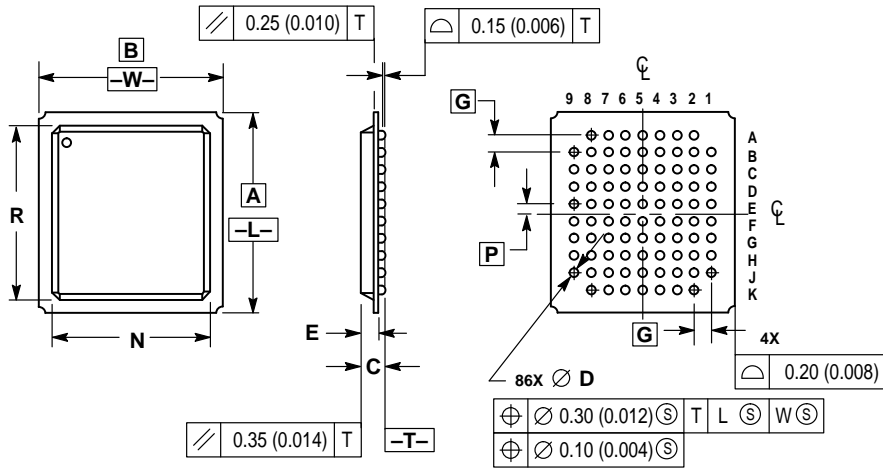 ⫽ 0.25 (0.010) T
⌓ 0.15 (0.006) T
B
–W–
℄
G
9 8 7 6 5 4 3 2 1
A
B
C
D
E
F
G
H
J
K
℄
R
A
–L–
P
N
E
C
G
4X
86X ∅ D
⌓ 0.20 (0.008)
⌖ ∅ 0.30 (0.012) Ⓢ T L Ⓢ W Ⓢ
⌖ ∅ 0.10 (0.004) Ⓢ
⫽ 0.35 (0.014) T
–T–